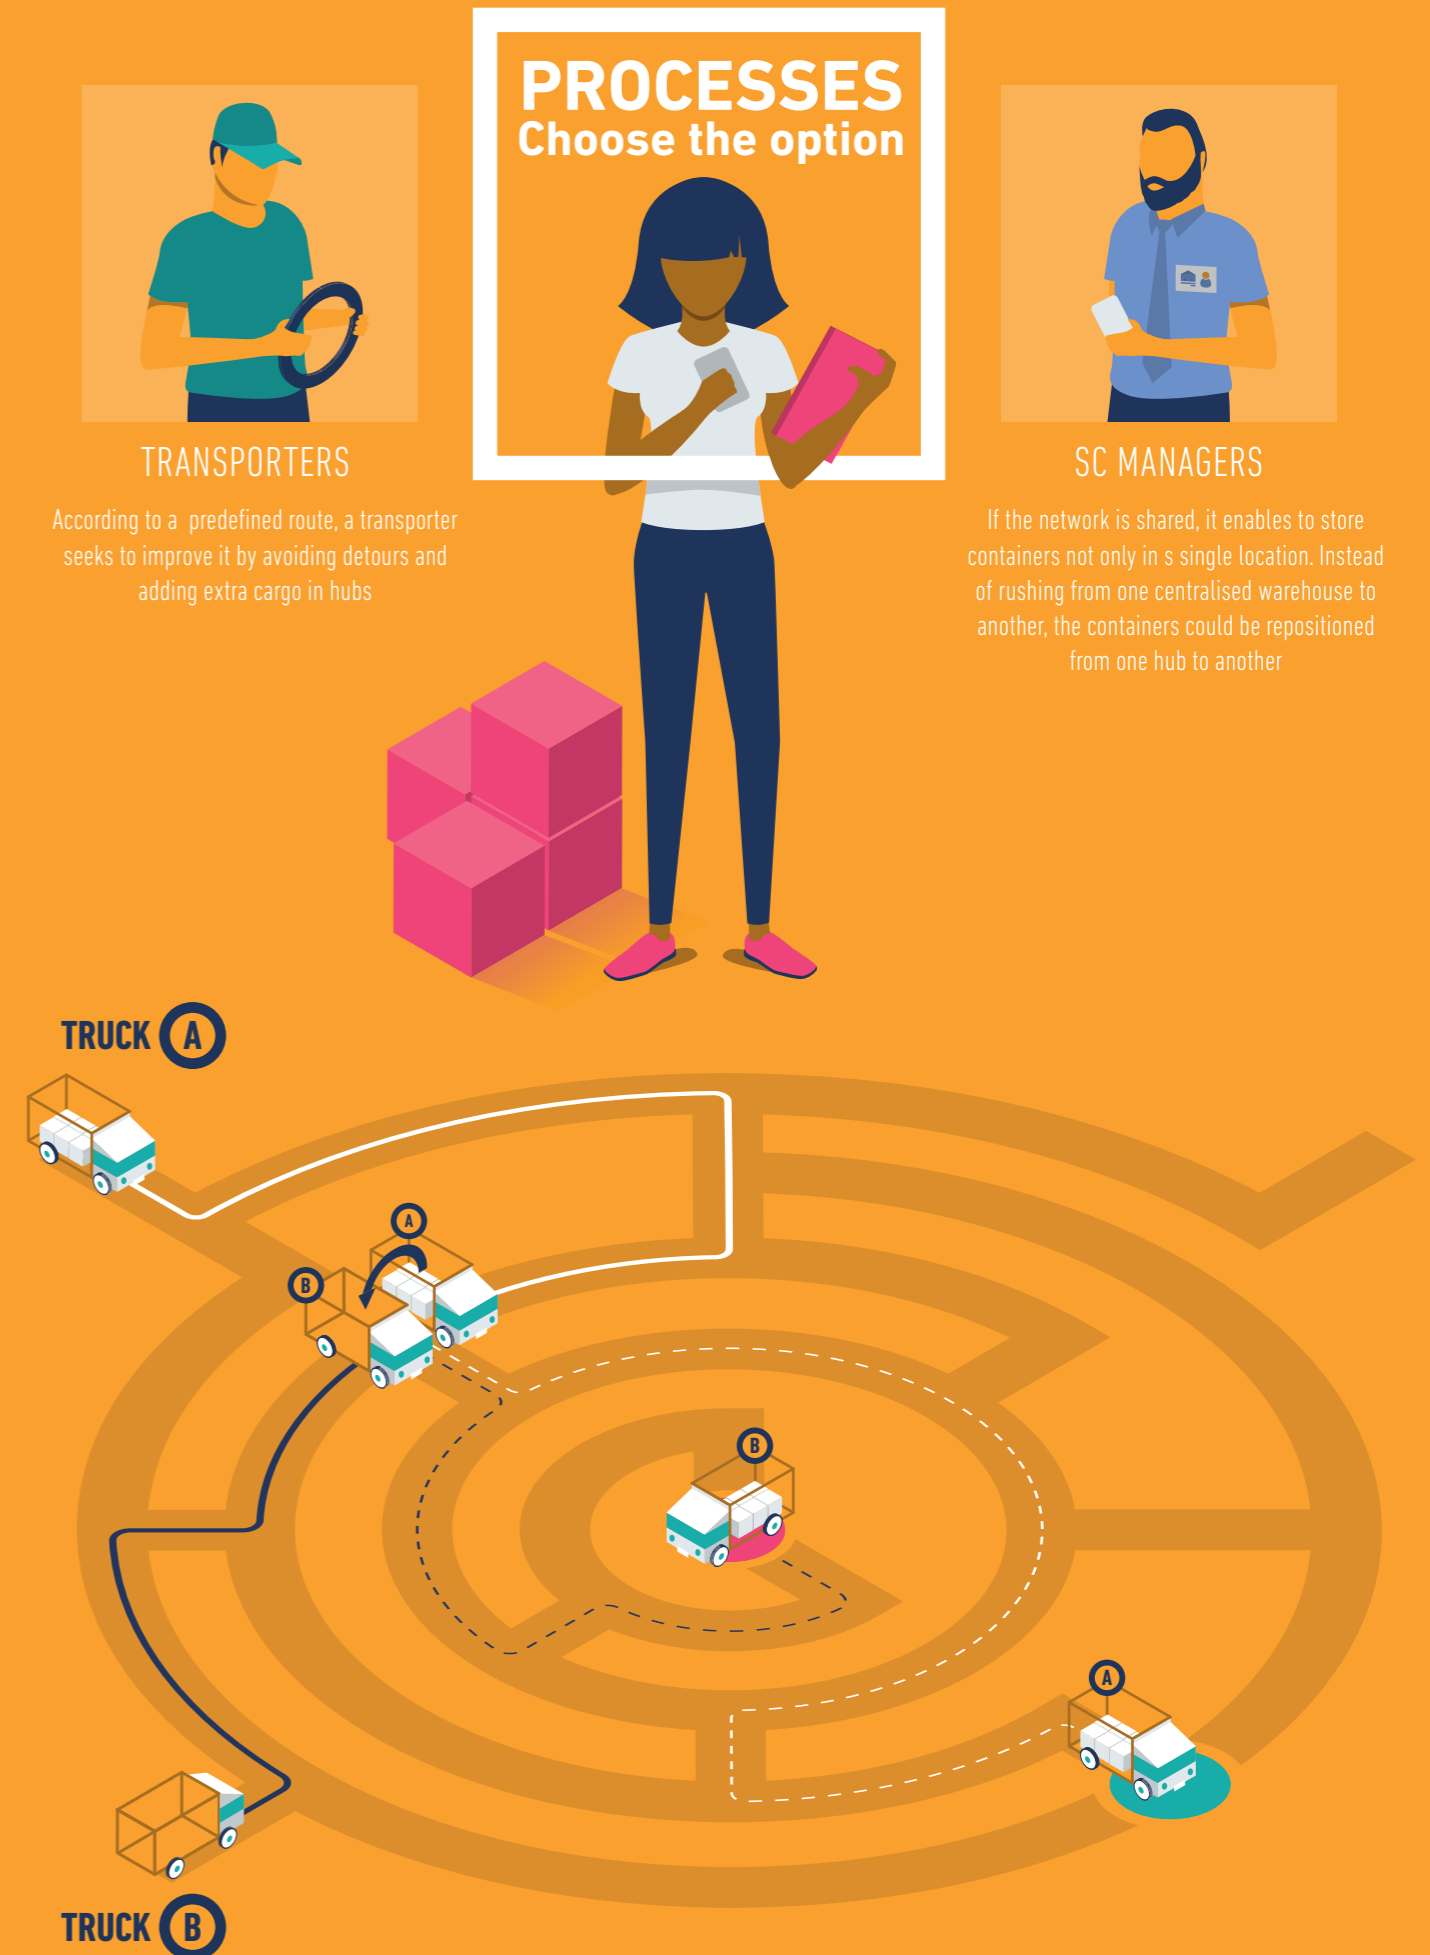 PROCESSES
Choose the option
TRANSPORTERS
According to a predefined route, a transporter
seeks to improve it by avoiding detours and
adding extra cargo in hubs
SC MANAGERS
If the network is shared, it enables to store
containers not only in s single location. Instead
of rushing from one centralised warehouse to
another, the containers could be repositioned
from one hub to another
TRUCK A
A
B
B
A
TRUCK B